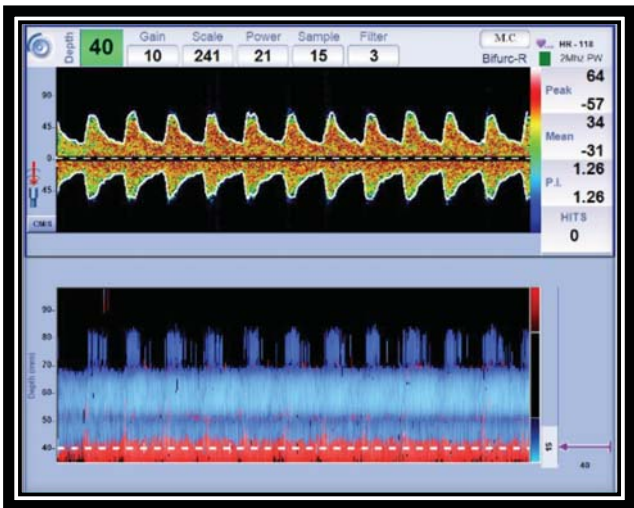 Depth 40
Gain Scale Power Sample Filter
10 241 21 15 3
M.C.
Bifurc-R
HR - 118
2Mhz PW
Peak 64
-57
Mean 34
-31
P.I. 1.26
1.26
HITS
0
90
45
0
45
CM/S
Depth (mm)
90
80
70
60
50
40
15
40